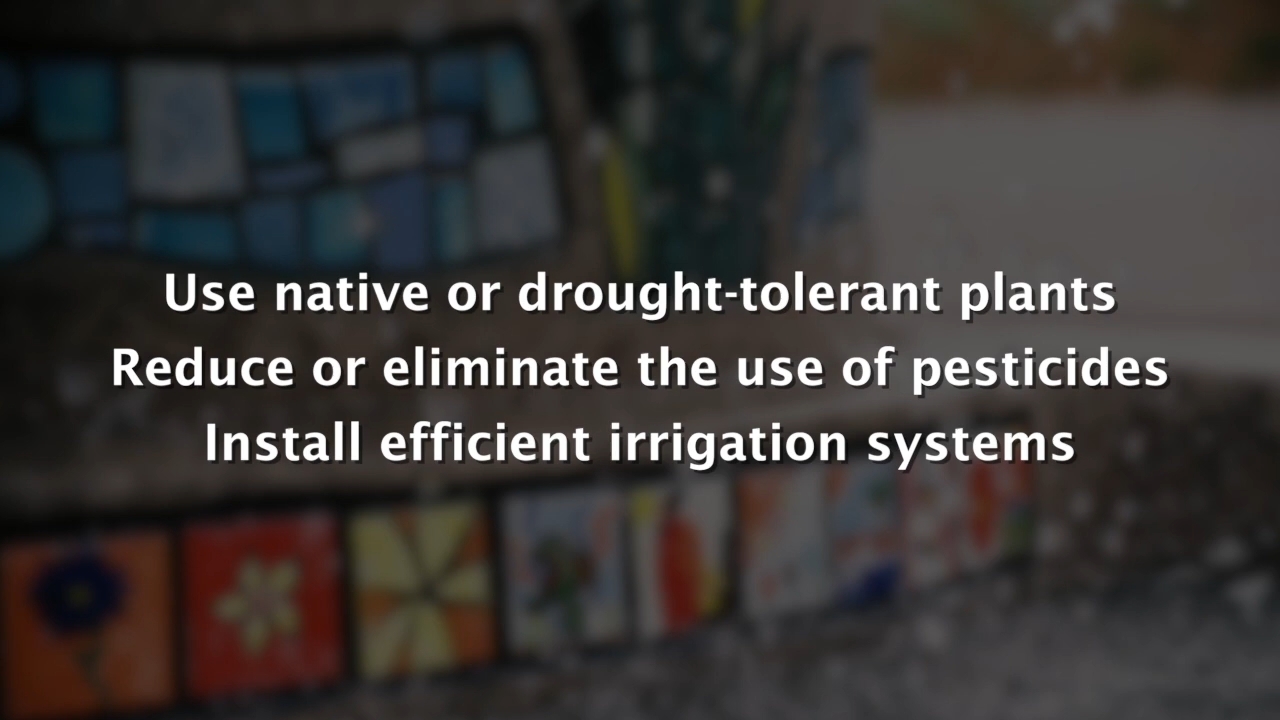 Use native or drought-tolerant plants
Reduce or eliminate the use of pesticides
Install efficient irrigation systems